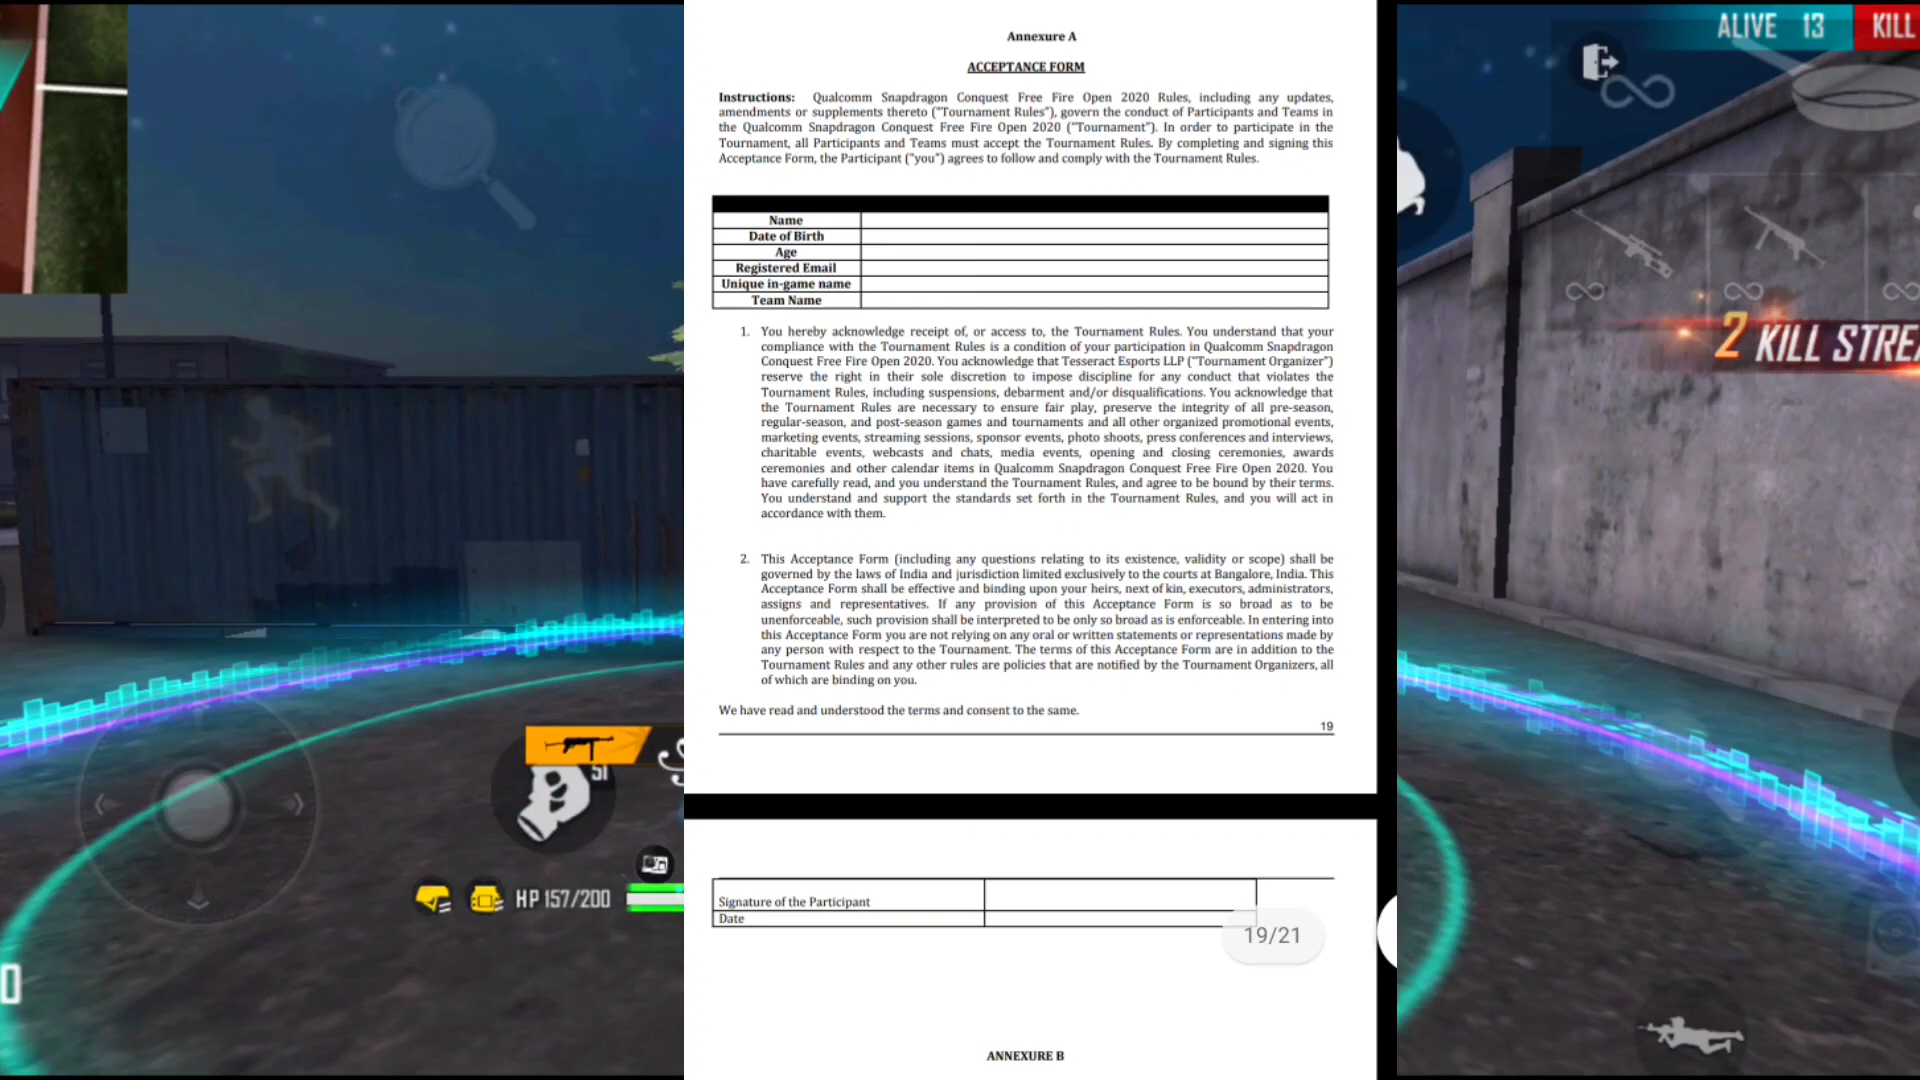 Annexure A
ACCEPTANCE FORM
Instructions: Qualcomm Snapdragon Conquest Free Fire Open 2020 Rules, including any updates,
amendments or supplements thereto ("Tournament Rules"), govern the conduct of Participants and Teams in
the Qualcomm Snapdragon Conquest Free Fire Open 2020 ("Tournament"). In order to participate in the
Tournament, all Participants and Teams must accept the Tournament Rules. By completing and signing this
Acceptance Form, the Participant ("you") agrees to follow and comply with the Tournament Rules.
Name
Date of Birth
Age
Registered Email
Unique in-game name
Team Name
1. You hereby acknowledge receipt of, or access to, the Tournament Rules. You understand that your
compliance with the Tournament Rules is a condition of your participation in Qualcomm Snapdragon
Conquest Free Fire Open 2020. You acknowledge that Tesseract Esports LLP ("Tournament Organizer")
reserve the right in their sole discretion to impose discipline for any conduct that violates the
Tournament Rules, including suspensions, debarment and/or disqualifications. You acknowledge that
the Tournament Rules are necessary to ensure fair play, preserve the integrity of all pre-season,
regular-season, and post-season games and tournaments and all other organized promotional events,
marketing events, streaming sessions, sponsor events, photo shoots, press conferences and interviews,
charitable events, webcasts and chats, media events, opening and closing ceremonies, awards
ceremonies and other calendar items in Qualcomm Snapdragon Conquest Free Fire Open 2020. You
have carefully read, and you understand the Tournament Rules, and agree to be bound by their terms.
You understand and support the standards set forth in the Tournament Rules, and you will act in
accordance with them.
2. This Acceptance Form (including any questions relating to its existence, validity or scope) shall be
governed by the laws of India and jurisdiction limited exclusively to the courts at Bangalore, India. This
Acceptance Form shall be effective and binding upon your heirs, next of kin, executors, administrators,
assigns and representatives. If any provision of this Acceptance Form is so broad as to be
unenforceable, such provision shall be interpreted to be only so broad as is enforceable. In entering into
this Acceptance Form you are not relying on any oral or written statements or representations made by
any person with respect to the Tournament. The terms of this Acceptance Form are in addition to the
Tournament Rules and any other rules are policies that are notified by the Tournament Organizers, all
of which are binding on you.
We have read and understood the terms and consent to the same.
19
Signature of the Participant
Date
19/21
ANNEXURE B
ALIVE 13
KILL
2 KILL STREA
51
HP 157/200
0